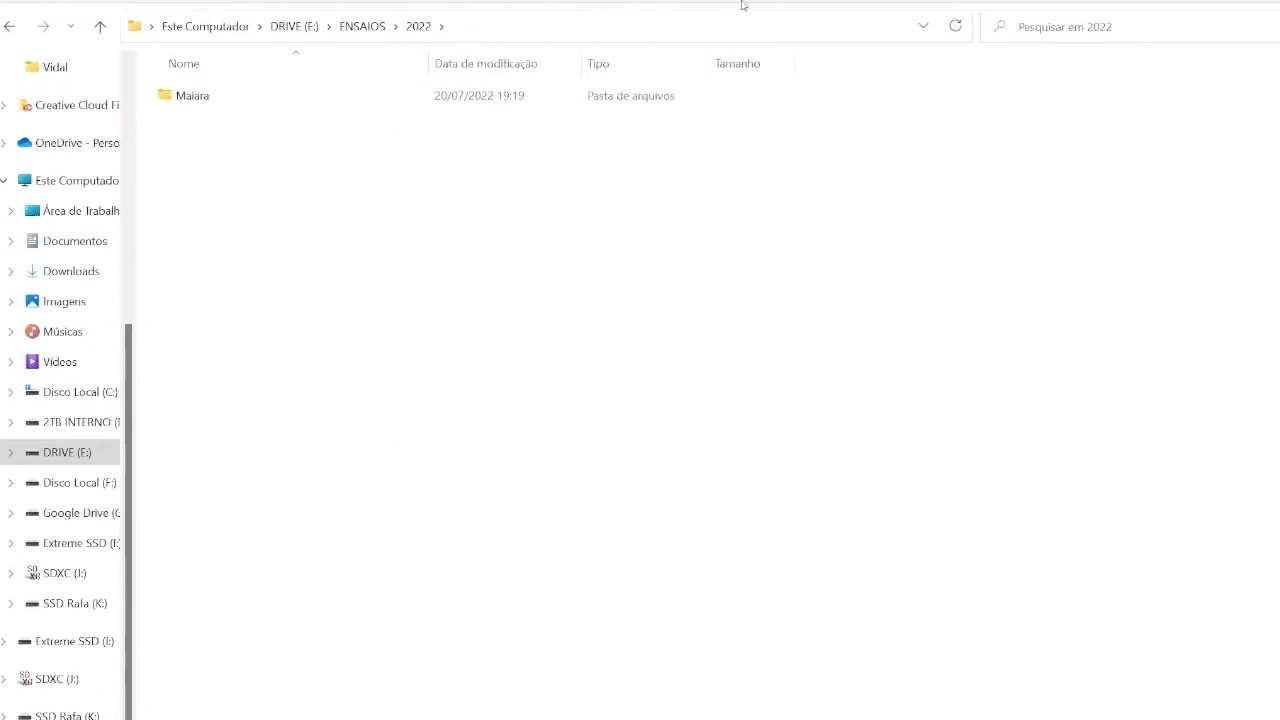 Este Computador > DRIVE (E:) > ENSAIOS > 2022 >
Pesquisar em 2022
Nome Data de modificação Tipo Tamanho
Maiara 20/07/2022 19:19 Pasta de arquivos
Vidal
Creative Cloud Fi
OneDrive - Perso
Este Computado
Área de Trabalh
Documentos
Downloads
Imagens
Músicas
Vídeos
Disco Local (C:)
2TB INTERNO (
DRIVE (E:)
Disco Local (F:)
Google Drive (
Extreme SSD (I:
SDXC (J:)
SSD Rafa (K:)
Extreme SSD (I:)
SDXC (J:)
SSD Rafa (K:)